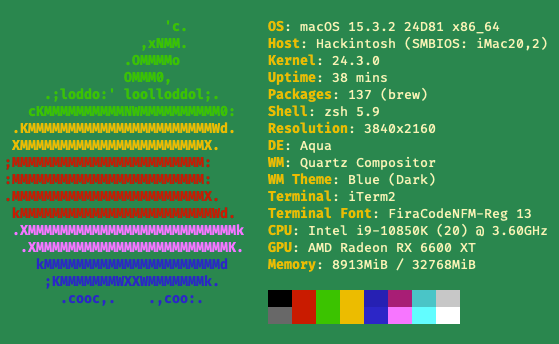 'c.
,xNMM.
.OMMMMo
OMMM0,
.;loddo:' loolloddol;.
cKMMMMMMMMMMNWMMMMMMMMMM0:
.KMMMMMMMMMMMMMMMMMMMMMMMWd.
XMMMMMMMMMMMMMMMMMMMMMMMX.
;MMMMMMMMMMMMMMMMMMMMMMMM:
:MMMMMMMMMMMMMMMMMMMMMMMM:
.MMMMMMMMMMMMMMMMMMMMMMMMX.
kMMMMMMMMMMMMMMMMMMMMMMMMWd.
.XMMMMMMMMMMMMMMMMMMMMMMMMMMk
.XMMMMMMMMMMMMMMMMMMMMMMMMK.
kMMMMMMMMMMMMMMMMMMMMMMd
;KMMMMMMMWXXWMMMMMMMk.
.cooc,. .,coo:.
OS: macOS 15.3.2 24D81 x86_64
Host: Hackintosh (SMBIOS: iMac20,2)
Kernel: 24.3.0
Uptime: 38 mins
Packages: 137 (brew)
Shell: zsh 5.9
Resolution: 3840x2160
DE: Aqua
WM: Quartz Compositor
WM Theme: Blue (Dark)
Terminal: iTerm2
Terminal Font: FiraCodeNFM-Reg 13
CPU: Intel i9-10850K (20) @ 3.60GHz
GPU: AMD Radeon RX 6600 XT
Memory: 8913MiB / 32768MiB